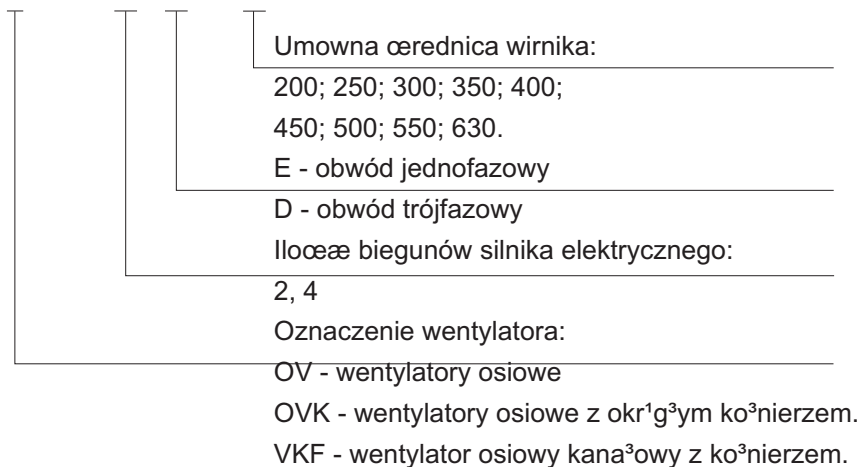 Umowna œrednica wirnika:
200; 250; 300; 350; 400;
450; 500; 550; 630.
E - obwód jednofazowy
D - obwód trójfazowy
Iloœæ biegunów silnika elektrycznego:
2, 4
Oznaczenie wentylatora:
OV - wentylatory osiowe
OVK - wentylatory osiowe z okr¹g³ym ko³nierzem.
VKF - wentylator osiowy kana³owy z ko³nierzem.